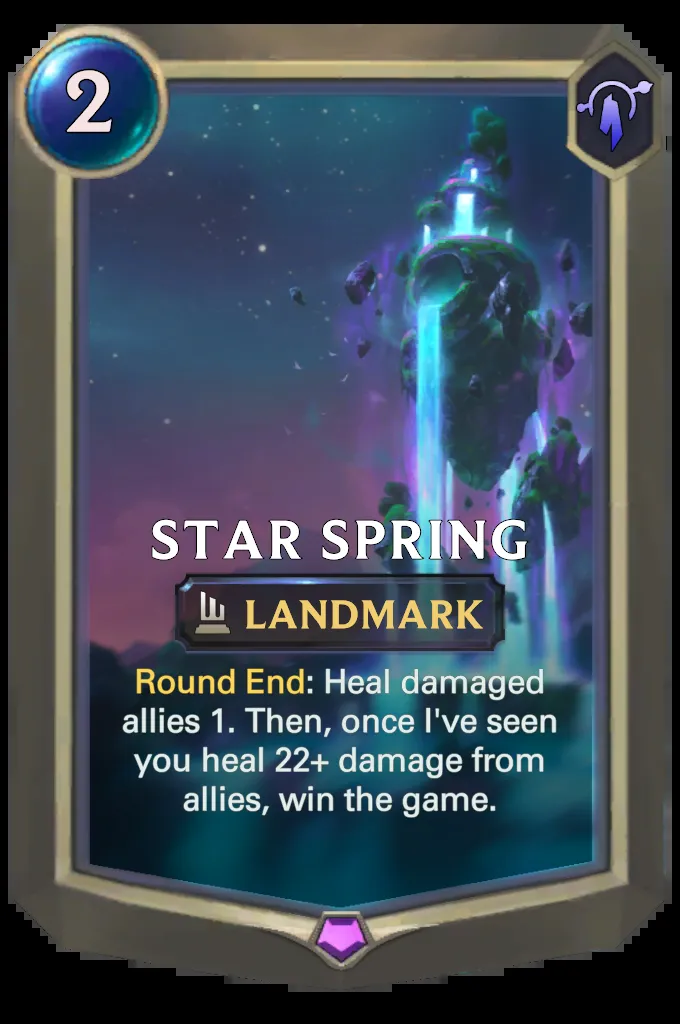 2
STAR SPRING
LANDMARK
Round End: Heal damaged
allies 1. Then, once I've seen
you heal 22+ damage from
allies, win the game.